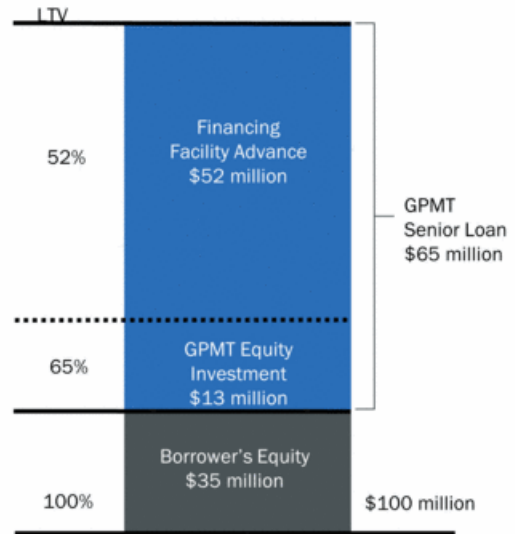 LTV
52%
Financing
Facility Advance
$52 million
GPMT
Senior Loan
$65 million
65%
GPMT Equity
Investment
$13 million
100%
Borrower's Equity
$35 million
$100 million